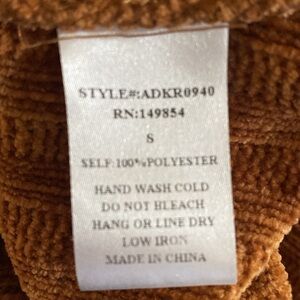 STYLE#:ADKR0940
RN:149854
S
SELF:100%POLYESTER
HAND WASH COLD
DO NOT BLEACH
HANG OR LINE DRY
LOW IRON
MADE IN CHINA